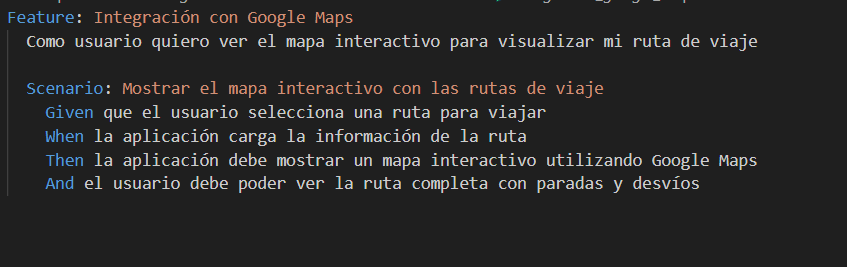 Feature: Integración con Google Maps
Como usuario quiero ver el mapa interactivo para visualizar mi ruta de viaje
Scenario: Mostrar el mapa interactivo con las rutas de viaje
Given que el usuario selecciona una ruta para viajar
When la aplicación carga la información de la ruta
Then la aplicación debe mostrar un mapa interactivo utilizando Google Maps
And el usuario debe poder ver la ruta completa con paradas y desvíos